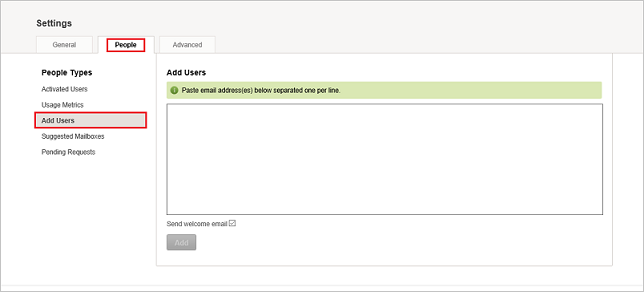 Settings
General
People
Advanced
People Types
Activated Users
Usage Metrics
Add Users
Suggested Mailboxes
Pending Requests
Add Users
Paste email address(es) below separated one per line.
Send welcome email
Add